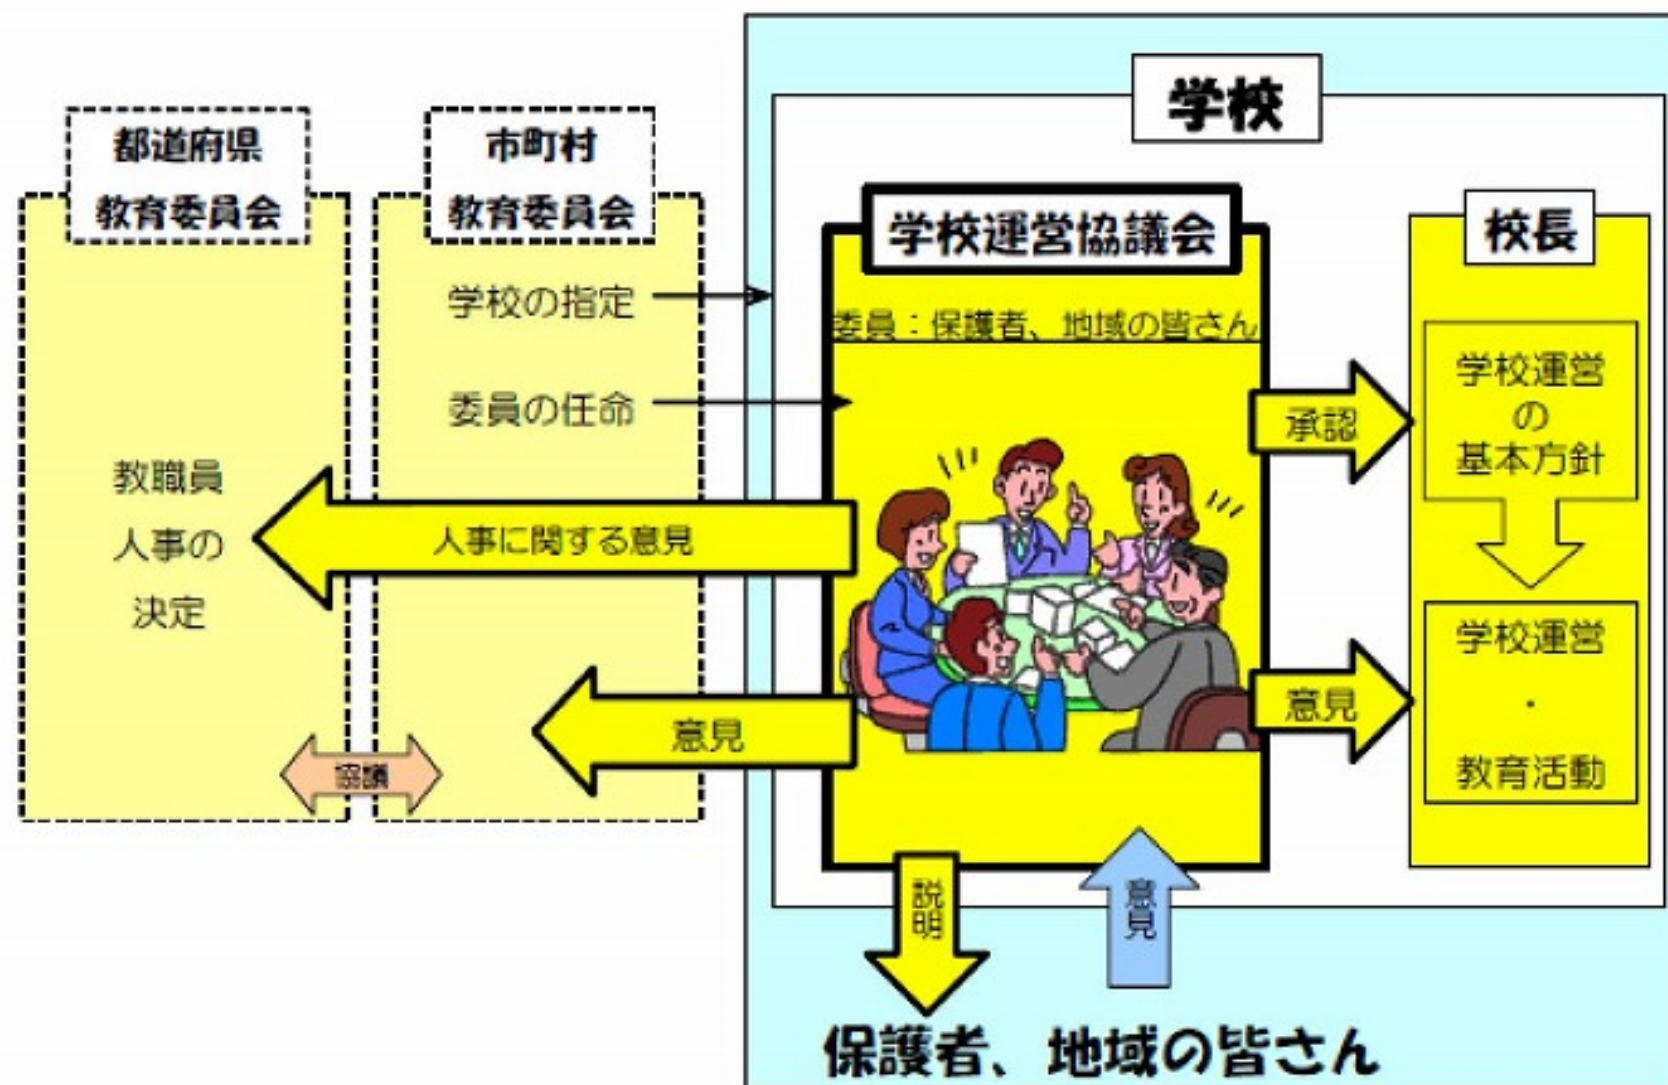 学校
都道府県
教育委員会
市町村
教育委員会
学校運営協議会
校長
学校の指定
委員:保護者、地域の皆さん
委員の任命
承認
学校運営
の
基本方針
教職員
人事の
決定
人事に関する意見
意見
意見
学校運営
・
教育活動
協議
説明
意見
保護者、地域の皆さん